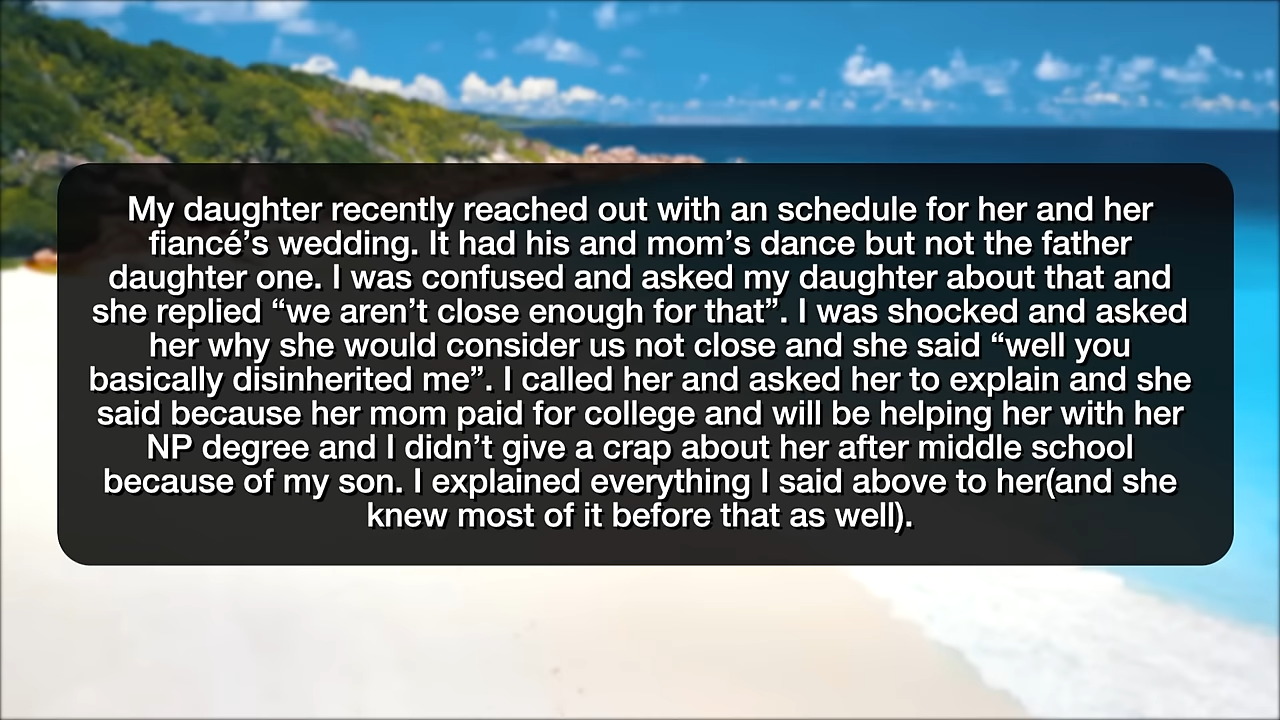 My daughter recently reached out with an schedule for her and her
fiancé’s wedding. It had his and mom’s dance but not the father
daughter one. I was confused and asked my daughter about that and
she replied “we aren’t close enough for that”. I was shocked and asked
her why she would consider us not close and she said “well you
basically disinherited me”. I called her and asked her to explain and she
said because her mom paid for college and will be helping her with her
NP degree and I didn’t give a crap about her after middle school
because of my son. I explained everything I said above to her(and she
knew most of it before that as well).